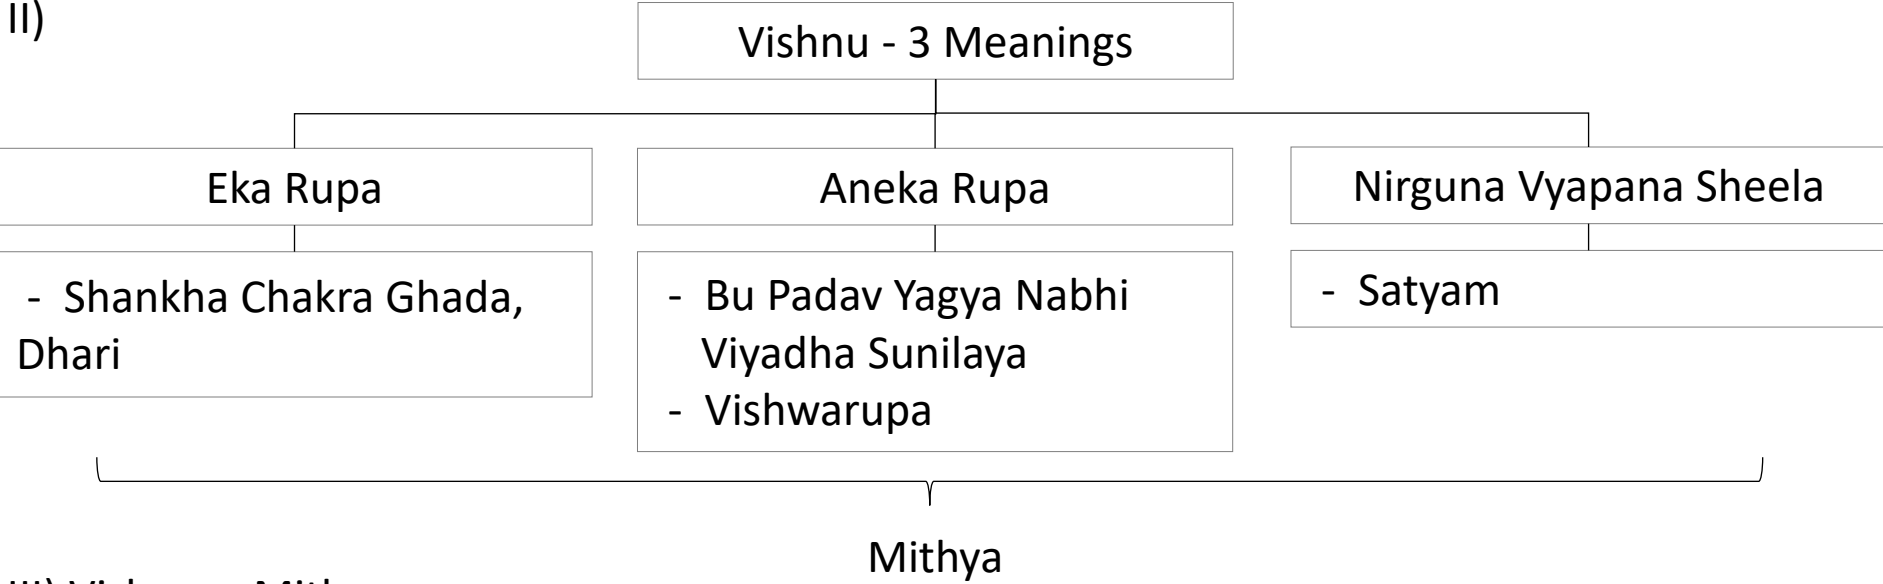 II)
Vishnu - 3 Meanings
Eka Rupa
Aneka Rupa
Nirguna Vyapana Sheela
- Shankha Chakra Ghada,
Dhari
- Bu Padav Yagya Nabhi
Viyadha Sunilaya
- Vishwarupa
- Satyam
Mithya
III)